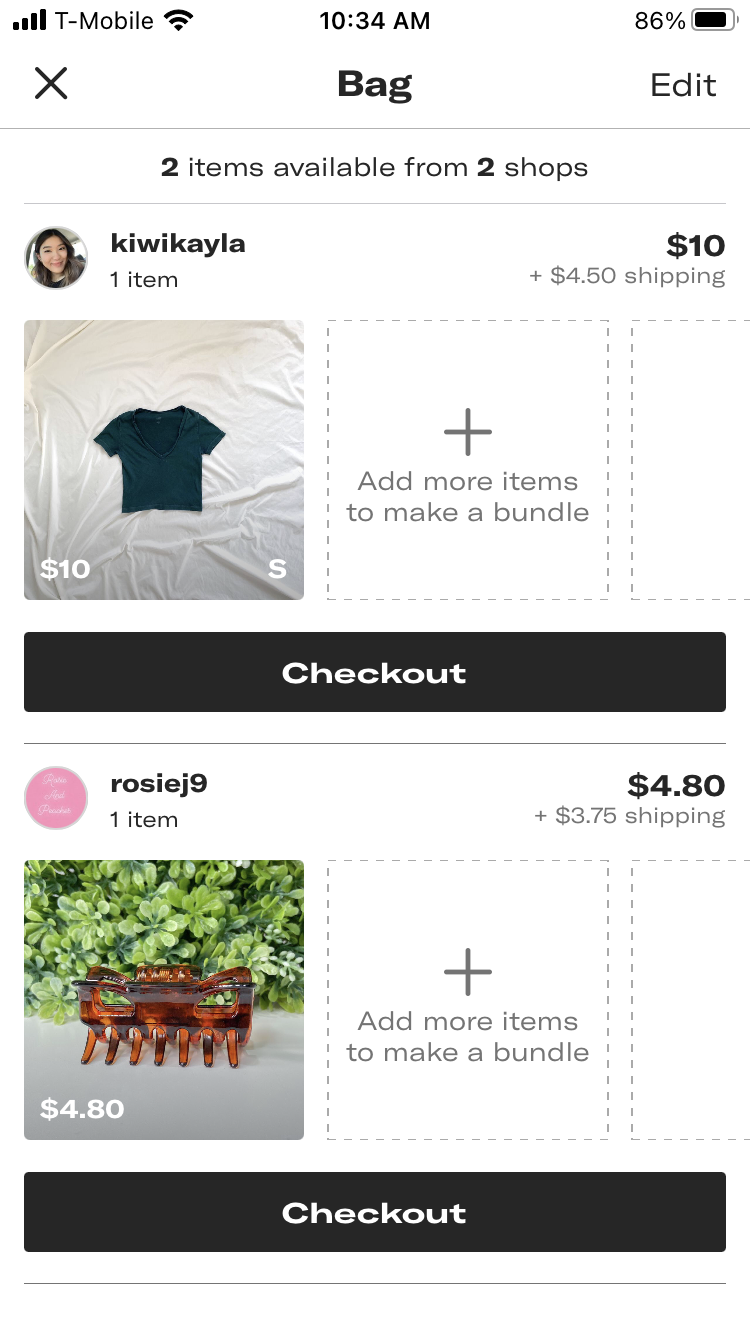 T-Mobile 10:34 AM 86%
Bag Edit
2 items available from 2 shops
kiwikayla $10
1 item + $4.50 shipping
Add more items
to make a bundle
$10 S
Checkout
rosiej9 $4.80
1 item + $3.75 shipping
Rosie
And
Add more items
to make a bundle
$4.80
Checkout